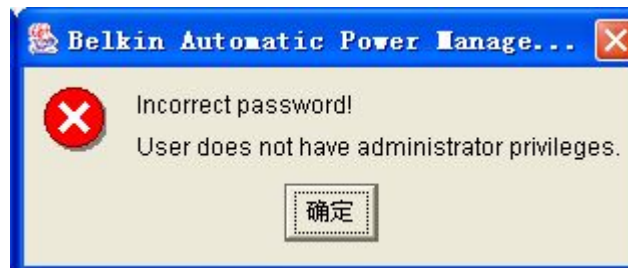 Belkin Automatic Power Manage...
Incorrect password!
User does not have administrator privileges.
确定